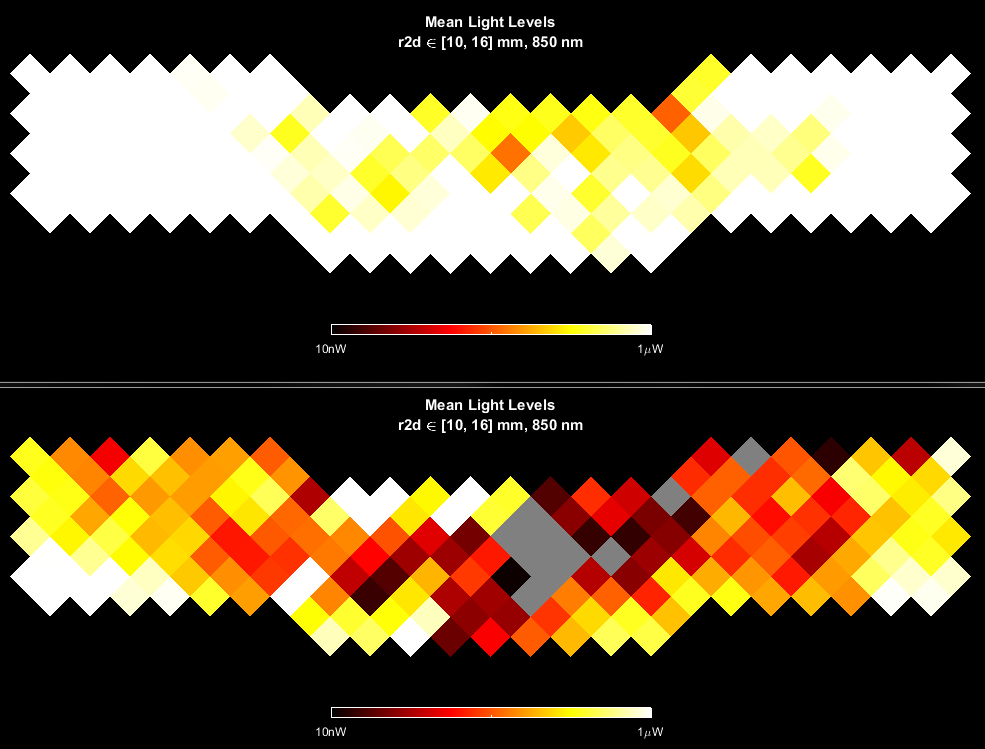 Mean Light Levels
r2d ∈ [10, 16] mm, 850 nm
10nW 1μW
Mean Light Levels
r2d ∈ [10, 16] mm, 850 nm
10nW 1μW